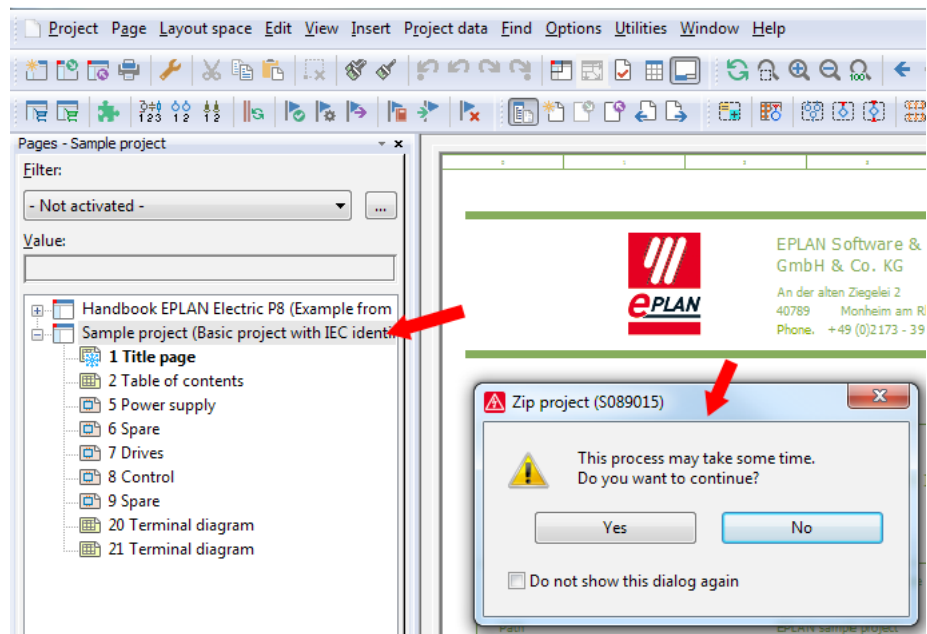 Project Page Layout space Edit View Insert Project data Find Options Utilities Window Help
Pages - Sample project
Filter:
- Not activated -
...
Value:
Handbook EPLAN Electric P8 (Example from
Sample project (Basic project with IEC identi
1 Title page
2 Table of contents
5 Power supply
6 Spare
7 Drives
8 Control
9 Spare
20 Terminal diagram
21 Terminal diagram
ePLAN
EPLAN Software &
GmbH & Co. KG
An der alten Ziegelei 2
40789 Monheim am R
Phone. +49 (0)2173 - 39
Zip project (S089015)
This process may take some time.
Do you want to continue?
Yes No
Do not show this dialog again
Path EPLAN sample project